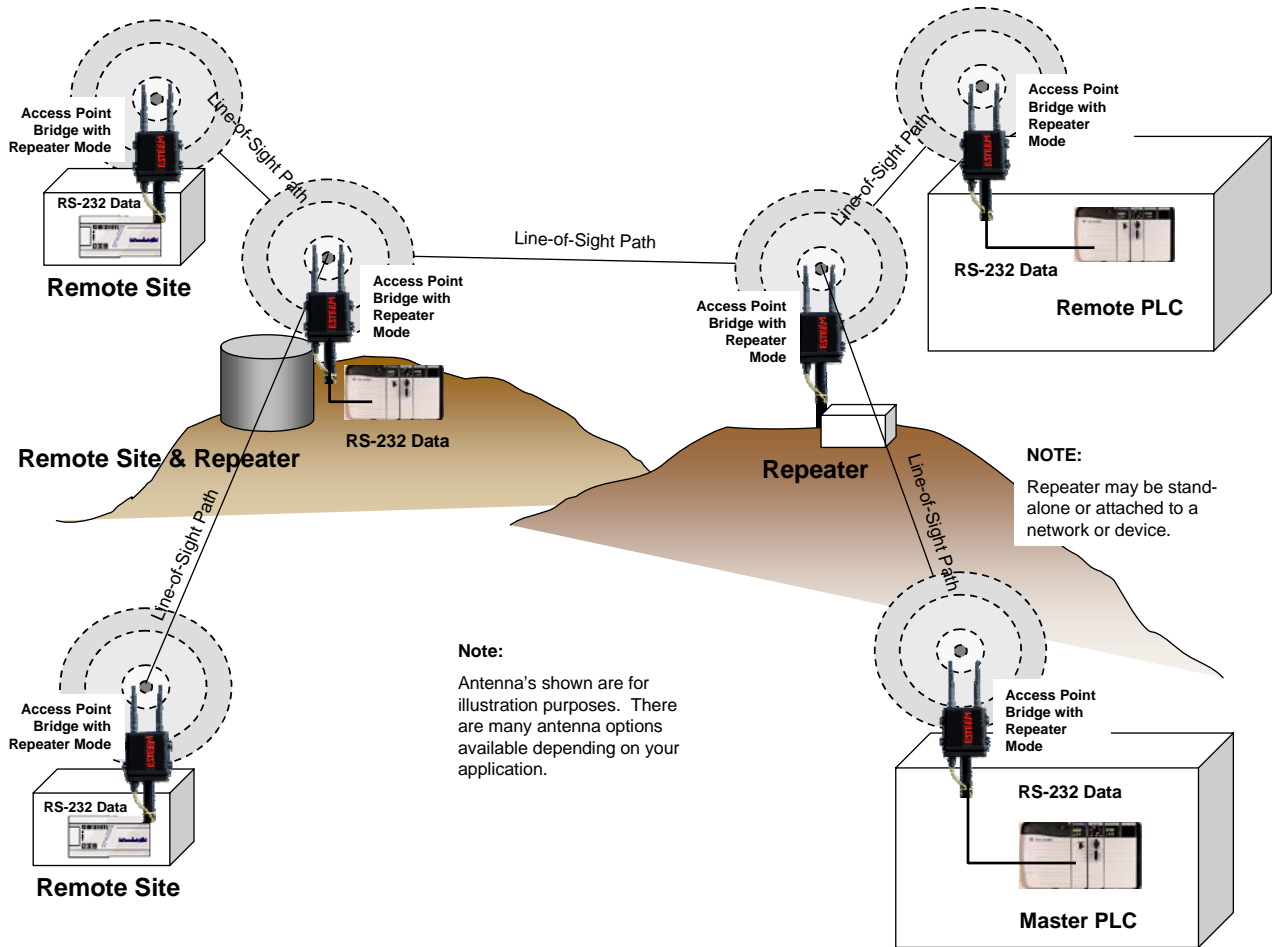 Access Point
Bridge with
Repeater Mode
RS-232 Data
Remote Site
Line-of-Sight Path
Access Point
Bridge with
Repeater
Mode
ESTEEM
ESTEEM
RS-232 Data
Remote Site & Repeater
Line-of-Sight Path
Line-of-Sight Path
Access Point
Bridge with
Repeater
Mode
ESTEEM
Repeater
Line-of-Sight Path
Access Point
Bridge with
Repeater
Mode
ESTEEM
RS-232 Data
Remote PLC
NOTE:
Repeater may be stand-
alone or attached to a
network or device.
Line-of-Sight Path
Access Point
Bridge with
Repeater Mode
ESTEEM
RS-232 Data
Remote Site
Note:
Antenna's shown are for
illustration purposes.  There
are many antenna options
available depending on your
application.
Access Point
Bridge with
Repeater
Mode
ESTEEM
RS-232 Data
Master PLC